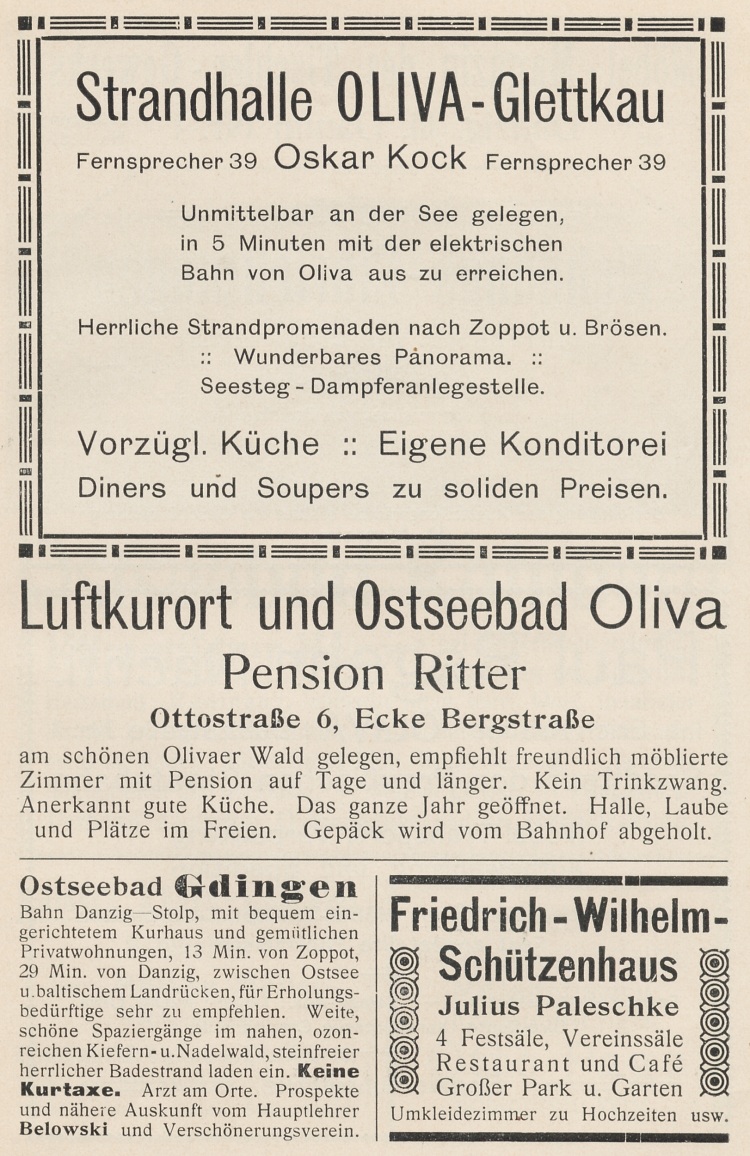 Strandhalle OLIVA-Glettkau
Fernsprecher 39 Oskar Kock Fernsprecher 39
Unmittelbar an der See gelegen,
in 5 Minuten mit der elektrischen
Bahn von Oliva aus zu erreichen.
Herrliche Strandpromenaden nach Zoppot u. Brösen.
:: Wunderbares Panorama. ::
Seesteg - Dampferanlegestelle.
Vorzügl. Küche :: Eigene Konditorei
Diners und Soupers zu soliden Preisen.
Luftkurort und Ostseebad Oliva
Pension Ritter
Ottostraße 6, Ecke Bergstraße
am schönen Olivaer Wald gelegen, empfiehlt freundlich möblierte
Zimmer mit Pension auf Tage und länger. Kein Trinkzwang.
Anerkannt gute Küche. Das ganze Jahr geöffnet. Halle, Laube
und Plätze im Freien. Gepäck wird vom Bahnhof abgeholt.
Ostseebad Gdingen
Bahn Danzig—Stolp, mit bequem ein-
gerichtetem Kurhaus und gemütlichen
Privatwohnungen, 13 Min. von Zoppot,
29 Min. von Danzig, zwischen Ostsee
u. baltischem Landrücken, für Erholungs-
bedürftige sehr zu empfehlen. Weite,
schöne Spaziergänge im nahen, ozon-
reichen Kiefern- u. Nadelwald, steinfreier
herrlicher Badestrand laden ein. Keine
Kurtaxe. Arzt am Orte. Prospekte
und nähere Auskunft vom Hauptlehrer
Belowski und Verschönerungsverein.
Friedrich-Wilhelm-
Schützenhaus
Julius Paleschke
4 Festsäle, Vereinssäle
Restaurant und Café
Großer Park u. Garten
Umkleidezimmer zu Hochzeiten usw.